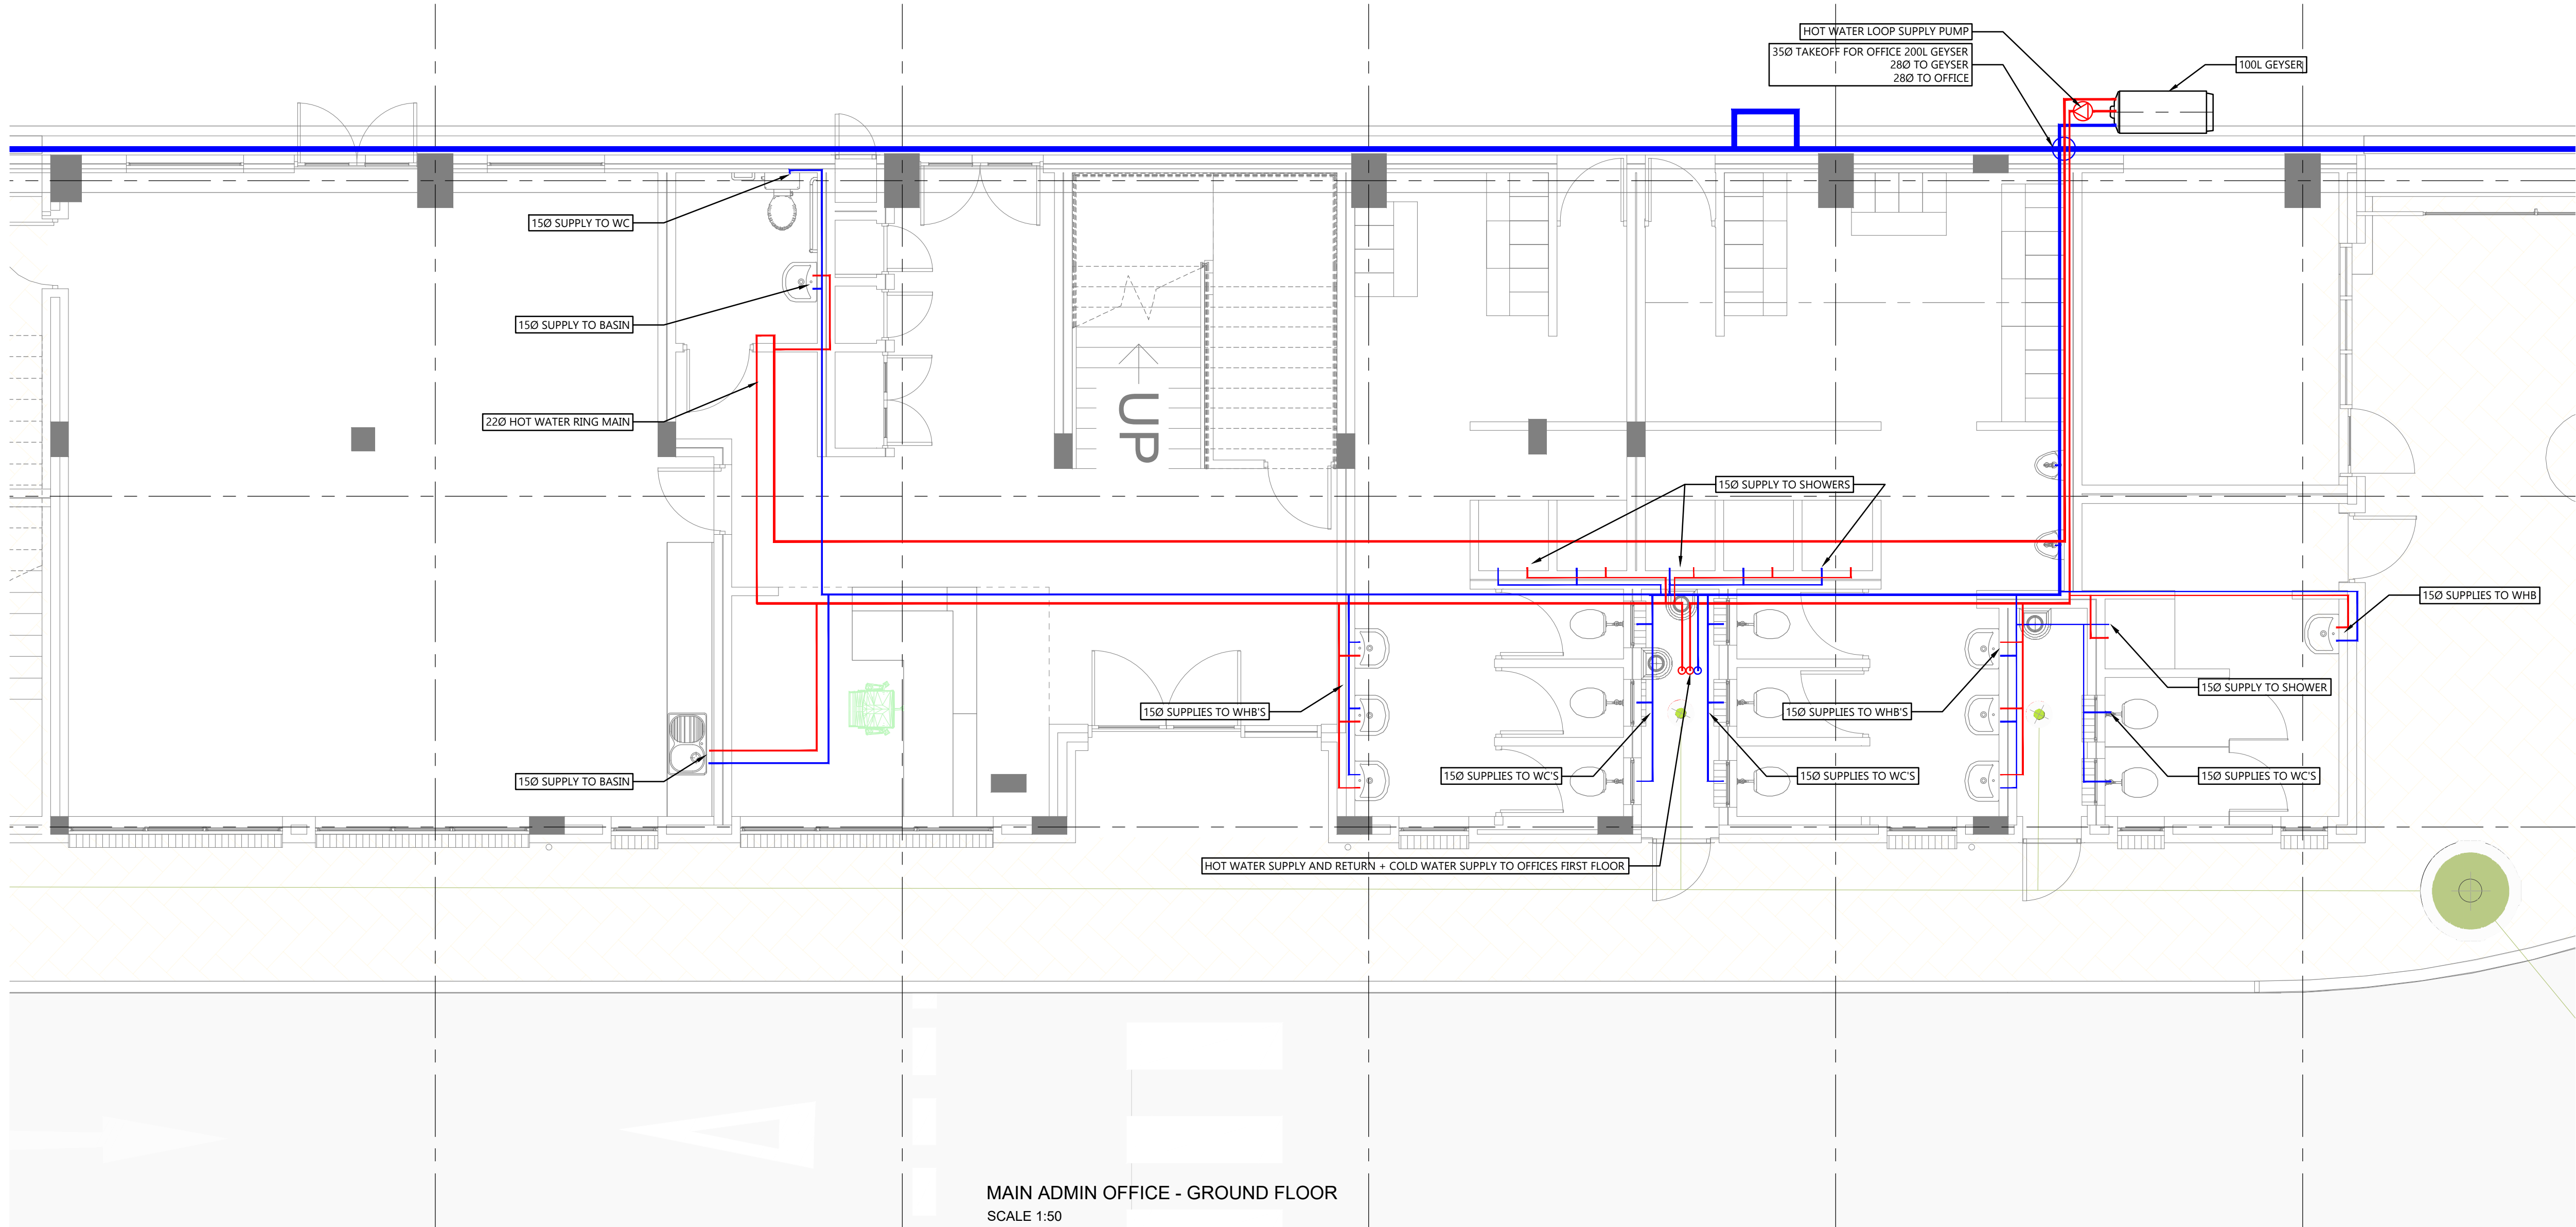 HOT WATER LOOP SUPPLY PUMP
35Ø TAKEOFF FOR OFFICE 200L GEYSER
28Ø TO GEYSER
28Ø TO OFFICE
100L GEYSER
15Ø SUPPLY TO WC
15Ø SUPPLY TO BASIN
22Ø HOT WATER RING MAIN
UP
15Ø SUPPLY TO SHOWERS
15Ø SUPPLIES TO WHB
15Ø SUPPLY TO SHOWER
15Ø SUPPLIES TO WHB'S
15Ø SUPPLIES TO WHB'S
15Ø SUPPLY TO BASIN
15Ø SUPPLIES TO WC'S
15Ø SUPPLIES TO WC'S
15Ø SUPPLIES TO WC'S
HOT WATER SUPPLY AND RETURN + COLD WATER SUPPLY TO OFFICES FIRST FLOOR
MAIN ADMIN OFFICE - GROUND FLOOR
SCALE 1:50